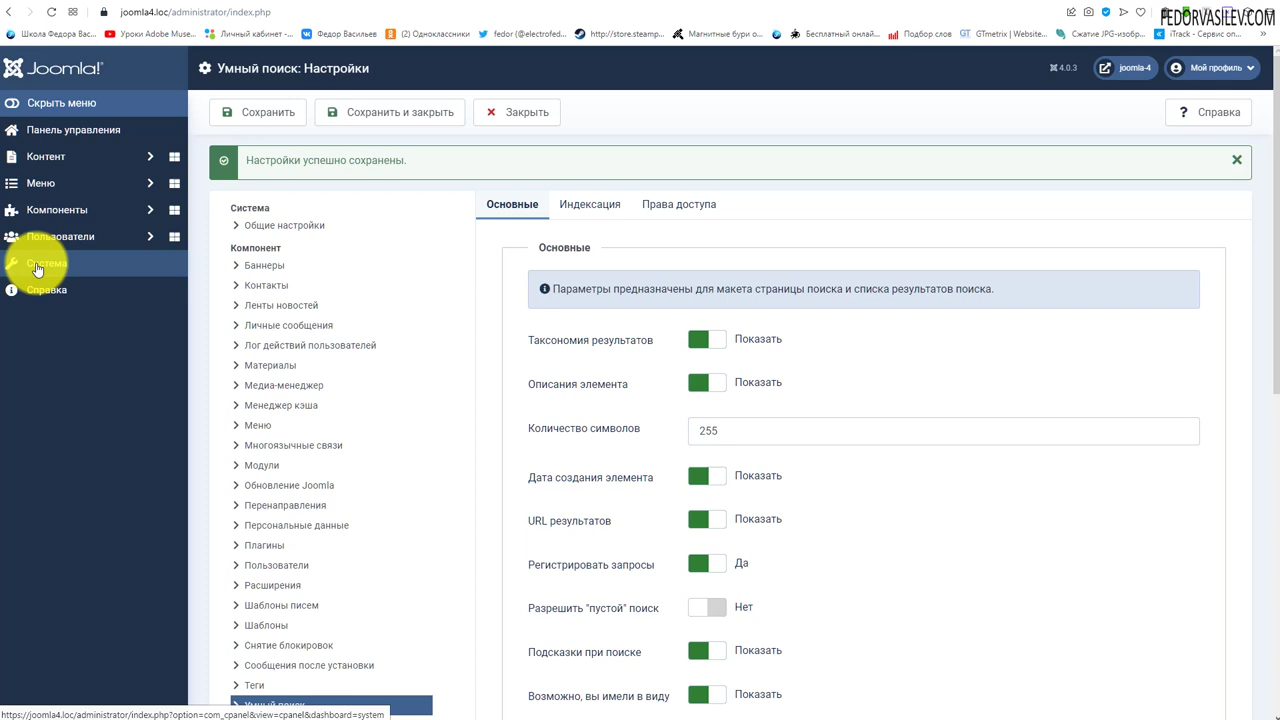 joomla4.loc/administrator/index.php
FEDORVASILEV.COM
Школа Федора Вас...
Уроки Adobe Muse...
Личный кабинет -...
Федор Васильев
(2) Одноклассники
fedor (@electrofed...
http://store.steamp...
Магнитные бури о...
Бесплатный онлай...
Подбор слов
GTmetrix | Website...
Сжатие JPG-изобр...
iTrack - Сервис оп...
Joomla!
Умный поиск: Настройки
4.0.3
joomla-4
Мой профиль
Скрыть меню
Панель управления
Контент
Меню
Компоненты
Пользователи
Система
Справка
Сохранить
Сохранить и закрыть
Закрыть
Справка
Настройки успешно сохранены.
Система
Общие настройки
Компонент
Баннеры
Контакты
Ленты новостей
Личные сообщения
Лог действий пользователей
Материалы
Медиа-менеджер
Менеджер кэша
Меню
Многоязычные связи
Модули
Обновление Joomla
Перенаправления
Персональные данные
Плагины
Пользователи
Расширения
Шаблоны писем
Шаблоны
Снятие блокировок
Сообщения после установки
Теги
Умный поиск
Основные
Индексация
Права доступа
Основные
Параметры предназначены для макета страницы поиска и списка результатов поиска.
Таксономия результатов
Показать
Описания элемента
Показать
Количество символов
255
Дата создания элемента
Показать
URL результатов
Показать
Регистрировать запросы
Да
Разрешить "пустой" поиск
Нет
Подсказки при поиске
Показать
Возможно, вы имели в виду
Показать
https://joomla4.loc/administrator/index.php?option=com_cpanel&view=cpanel&dashboard=system